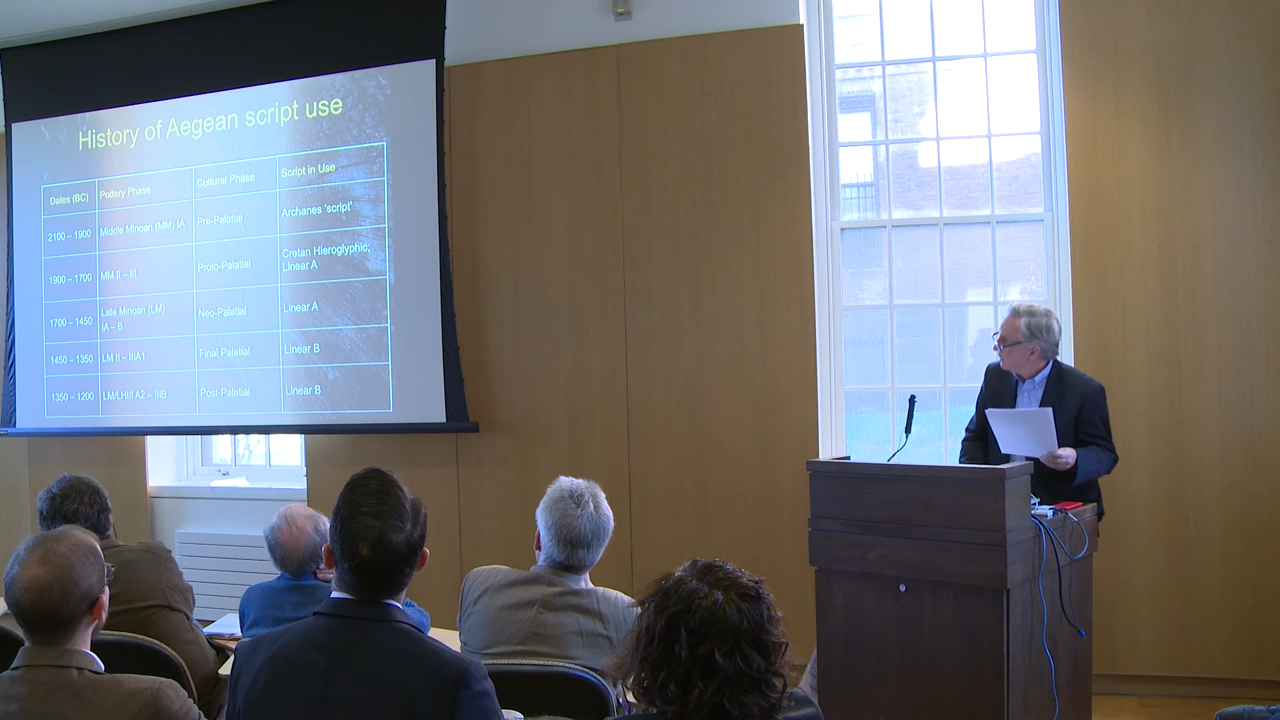 History of Aegean script use
Dates (BC) Pottery Phase Cultural Phase Script in Use
2100 – 1900 Middle Minoan (MM) IA Pre-Palatial Archanes 'script'
1900 – 1700 MM II – III Proto-Palatial Cretan Hieroglyphic;
Linear A
1700 – 1450 Late Minoan (LM)
IA – B Neo-Palatial Linear A
1450 – 1350 LM II – IIIA1 Final Palatial Linear B
1350 – 1200 LM/LHIII A2 – IIIB Post-Palatial Linear B